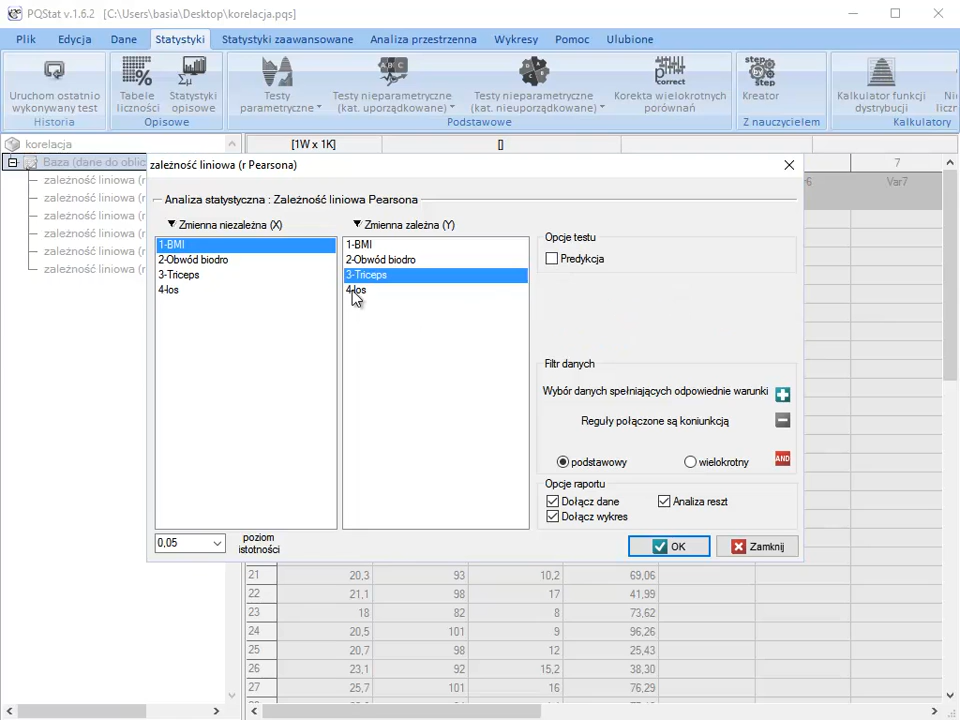 PQStat v.1.6.2 [C:\Users\basia\Desktop\korelacja.pqs]
Plik Edycja Dane Statystyki Statystyki zaawansowane Analiza przestrzenna Wykresy Pomoc Ulubione
Uruchom ostatnio wykonywany test
Historia
Tabele liczności
Statystyki opisowe
Opisowe
Testy parametryczne
Testy nieparametryczne (kat. uporządkowane)
Testy nieparametryczne (kat. nieuporządkowane)
Korekta wielokrotnych porównań
Podstawowe
Kreator
Z nauczycielem
Kalkulator funkcji dystrybucji
Kalkulatory
korelacja
[1W x 1K] []
Baza (dane do oblic
zależność liniowa (r
zależność liniowa (r
zależność liniowa (r
zależność liniowa (r
zależność liniowa (r
zależność liniowa (r
7
Var7
zależność liniowa (r Pearsona)
Analiza statystyczna : Zależność liniowa Pearsona
Zmienna niezależna (X)
1-BMI
2-Obwód biodro
3-Triceps
4-los
Zmienna zależna (Y)
1-BMI
2-Obwód biodro
3-Triceps
4-los
Opcje testu
Predykcja
Filtr danych
Wybór danych spełniających odpowiednie warunki
Reguły połączone są koniunkcją
podstawowy wielokrotny AND
Opcje raportu
Dołącz dane Analiza reszt
Dołącz wykres
0,05 poziom istotności
OK Zamknij
21 20,3 93 10,2 69,06
22 21,1 98 17 41,99
23 18 82 8 73,62
24 20,5 101 9 96,26
25 20,7 98 12 25,43
26 23,1 92 15,2 38,30
27 25,7 101 16 76,29